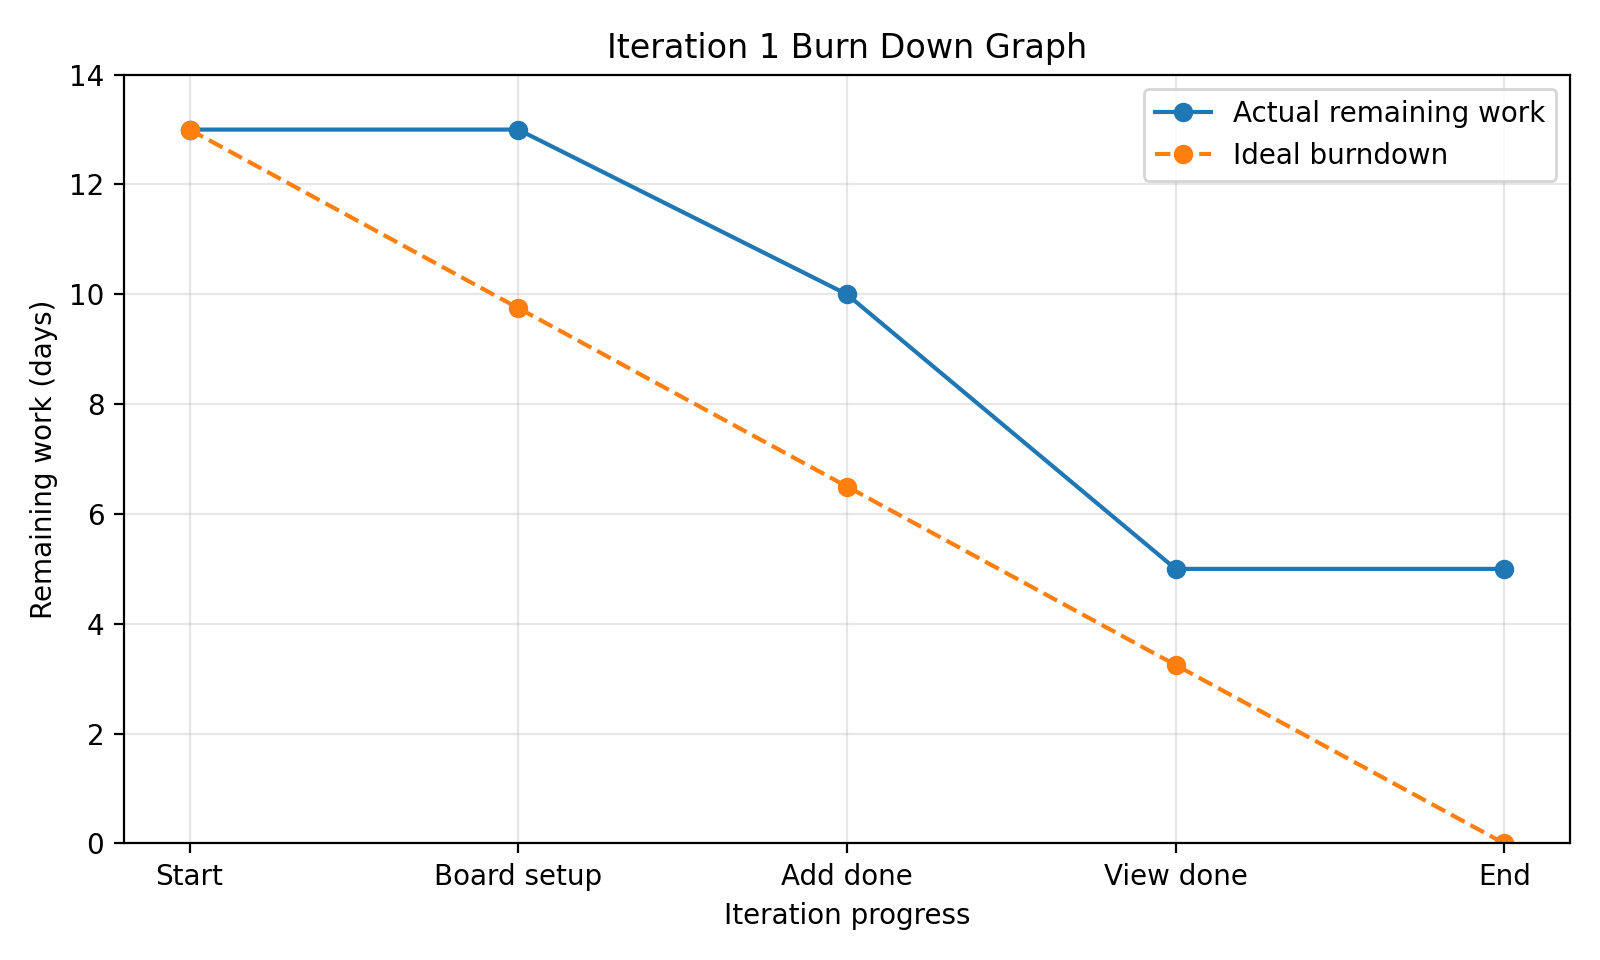 Iteration 1 Burn Down Graph
Actual remaining work
Ideal burndown
Remaining work (days)
14
12
10
8
6
4
2
0
Start Board setup Add done View done End
Iteration progress